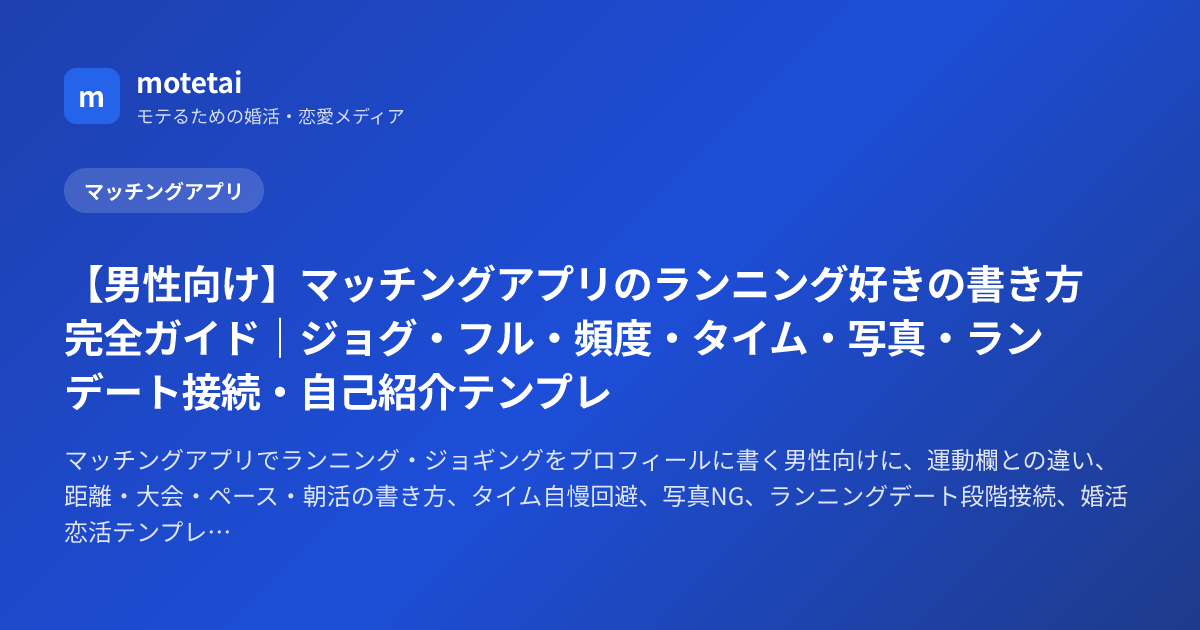 m
motetai
モテるための婚活・恋愛メディア
マッチングアプリ
【男性向け】マッチングアプリのランニング好きの書き方
完全ガイド｜ジョグ・フル・頻度・タイム・写真・ラン
デート接続・自己紹介テンプレ
マッチングアプリでランニング・ジョギングをプロフィールに書く男性向けに、運動欄との違い、
距離・大会・ペース・朝活の書き方、タイム自慢回避、写真NG、ランニングデート段階接続、婚活
恋活テンプレ…